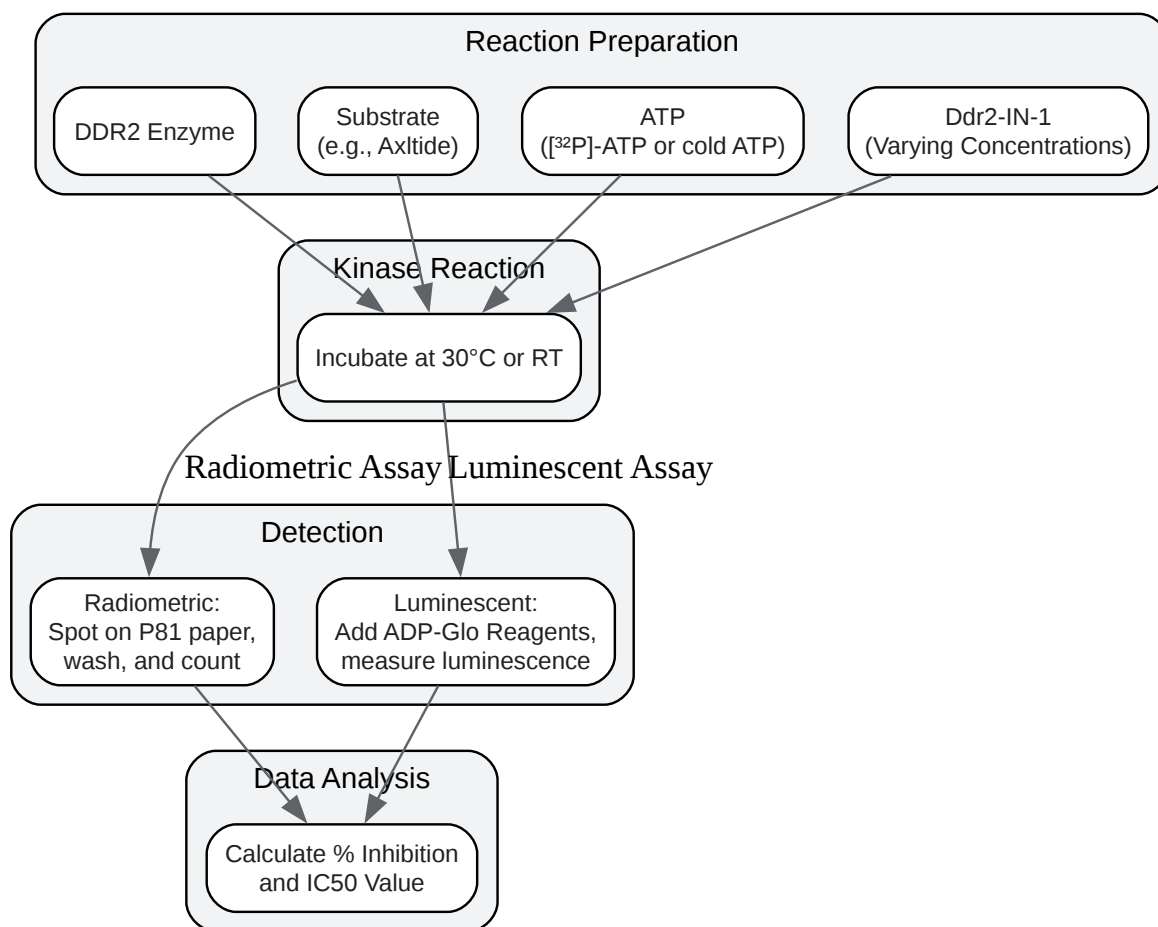 Reaction Preparation
DDR2 Enzyme
Substrate
(e.g., Axltide)
ATP
([³²P]-ATP or cold ATP)
Ddr2-IN-1
(Varying Concentrations)
Kinase Reaction
Incubate at 30°C or RT
Radiometric Assay
Luminescent Assay
Detection
Radiometric:
Spot on P81 paper,
wash, and count
Luminescent:
Add ADP-Glo Reagents,
measure luminescence
Data Analysis
Calculate % Inhibition
and IC50 Value